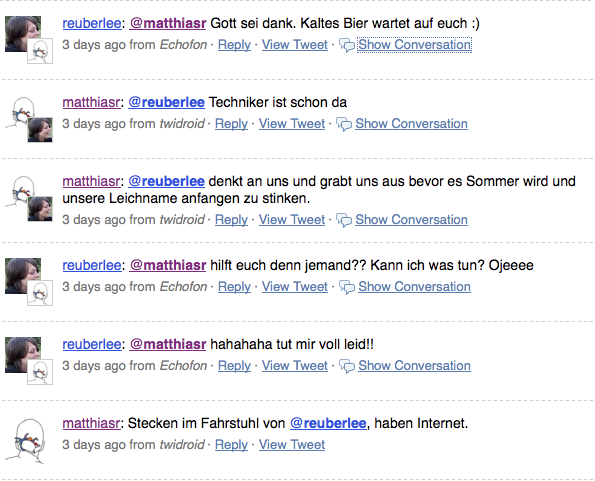 reuberlee: @matthiasr Gott sei dank. Kaltes Bier wartet auf euch :)
3 days ago from Echofon · Reply · View Tweet · Show Conversation
matthiasr: @reuberlee Techniker ist schon da
3 days ago from twidroid · Reply · View Tweet · Show Conversation
matthiasr: @reuberlee denkt an uns und grabt uns aus bevor es Sommer wird und
unsere Leichname anfangen zu stinken.
3 days ago from twidroid · Reply · View Tweet · Show Conversation
reuberlee: @matthiasr hilft euch denn jemand?? Kann ich was tun? Ojeeee
3 days ago from Echofon · Reply · View Tweet · Show Conversation
reuberlee: @matthiasr hahahaha tut mir voll leid!!
3 days ago from Echofon · Reply · View Tweet · Show Conversation
matthiasr: Stecken im Fahrstuhl von @reuberlee, haben Internet.
3 days ago from twidroid · Reply · View Tweet